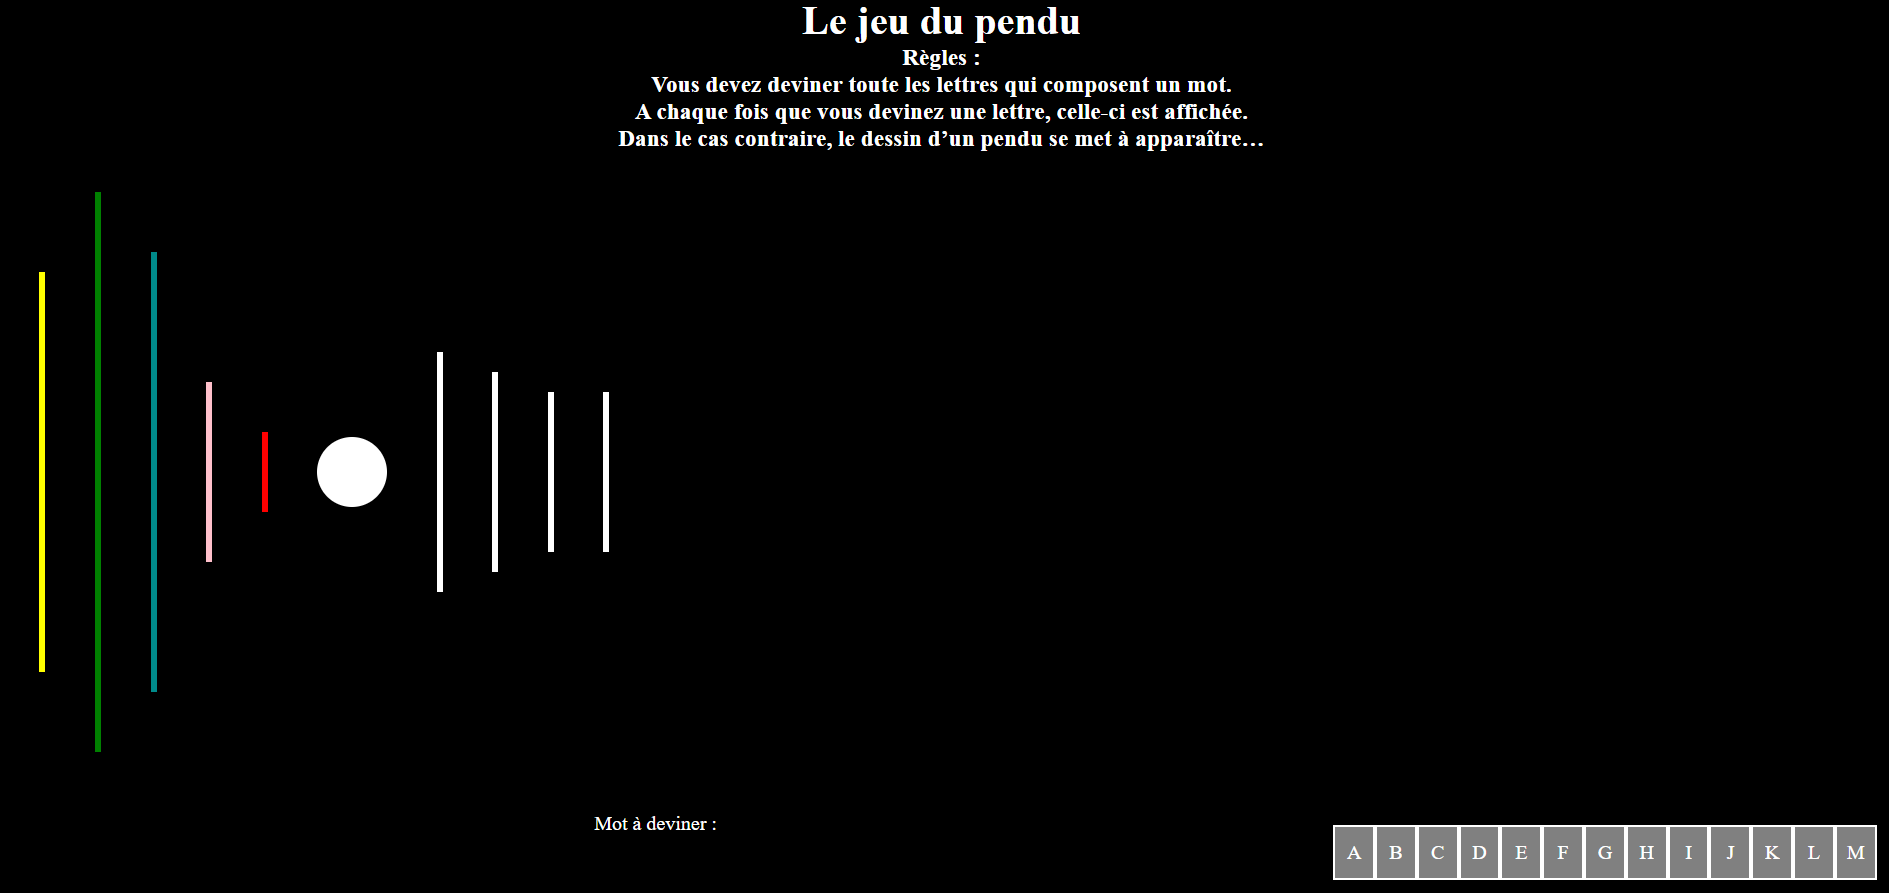 Le jeu du pendu
Règles :
Vous devez deviner toute les lettres qui composent un mot.
A chaque fois que vous devinez une lettre, celle-ci est affichée.
Dans le cas contraire, le dessin d’un pendu se met à apparaître…
Mot à deviner :
A B C D E F G H I J K L M